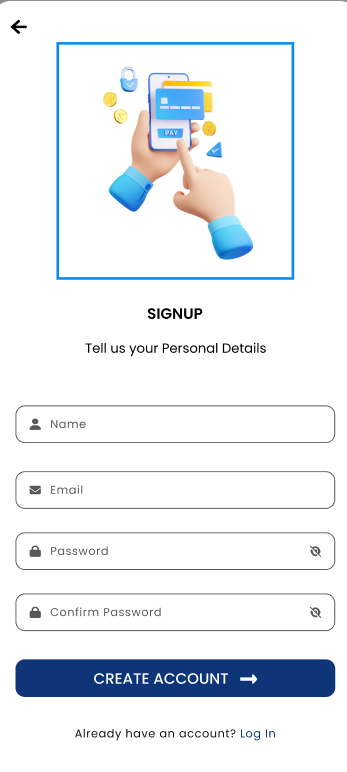 PAY
SIGNUP
Tell us your Personal Details
Name
Email
Password
Confirm Password
CREATE ACCOUNT
Already have an account? Log In